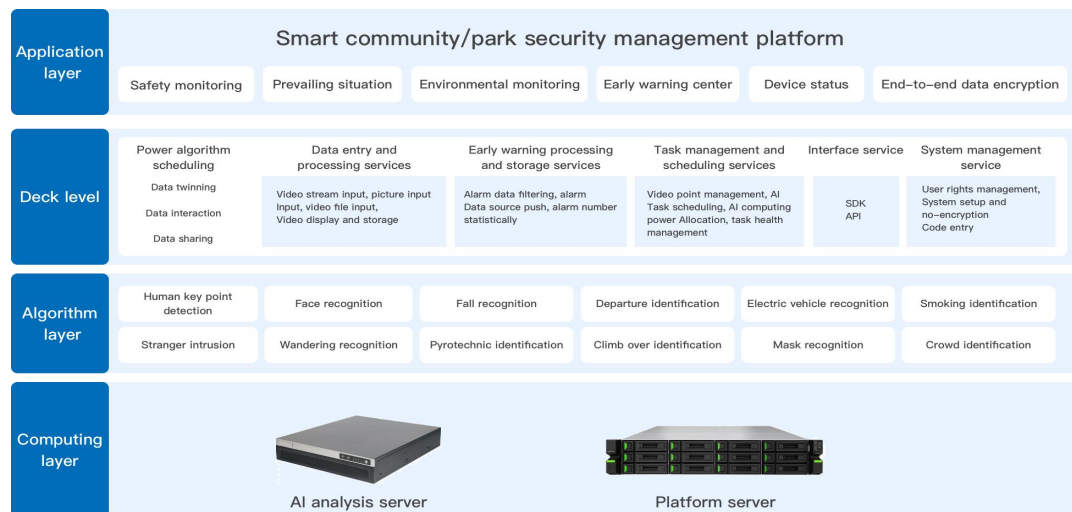 Application
layer
Smart community/park security management platform
Safety monitoring
Prevailing situation
Environmental monitoring
Early warning center
Device status
End-to-end data encryption
Deck level
Power algorithm
scheduling
Data twinning
Data interaction
Data sharing
Data entry and
processing services
Video stream input, picture input
Input, video file input,
Video display and storage
Early warning processing
and storage services
Alarm data filtering, alarm
Data source push, alarm number
statistically
Task management and
scheduling services
Video point management, AI
Task scheduling, AI computing
power Allocation, task health
management
Interface service
SDK
API
System management
service
User rights management,
System setup and
no-encryption
Code entry
Algorithm
layer
Human key point
detection
Face recognition
Fall recognition
Departure identification
Electric vehicle recognition
Smoking identification
Stranger intrusion
Wandering recognition
Pyrotechnic identification
Climb over identification
Mask recognition
Crowd identification
Computing
layer
AI analysis server
Platform server